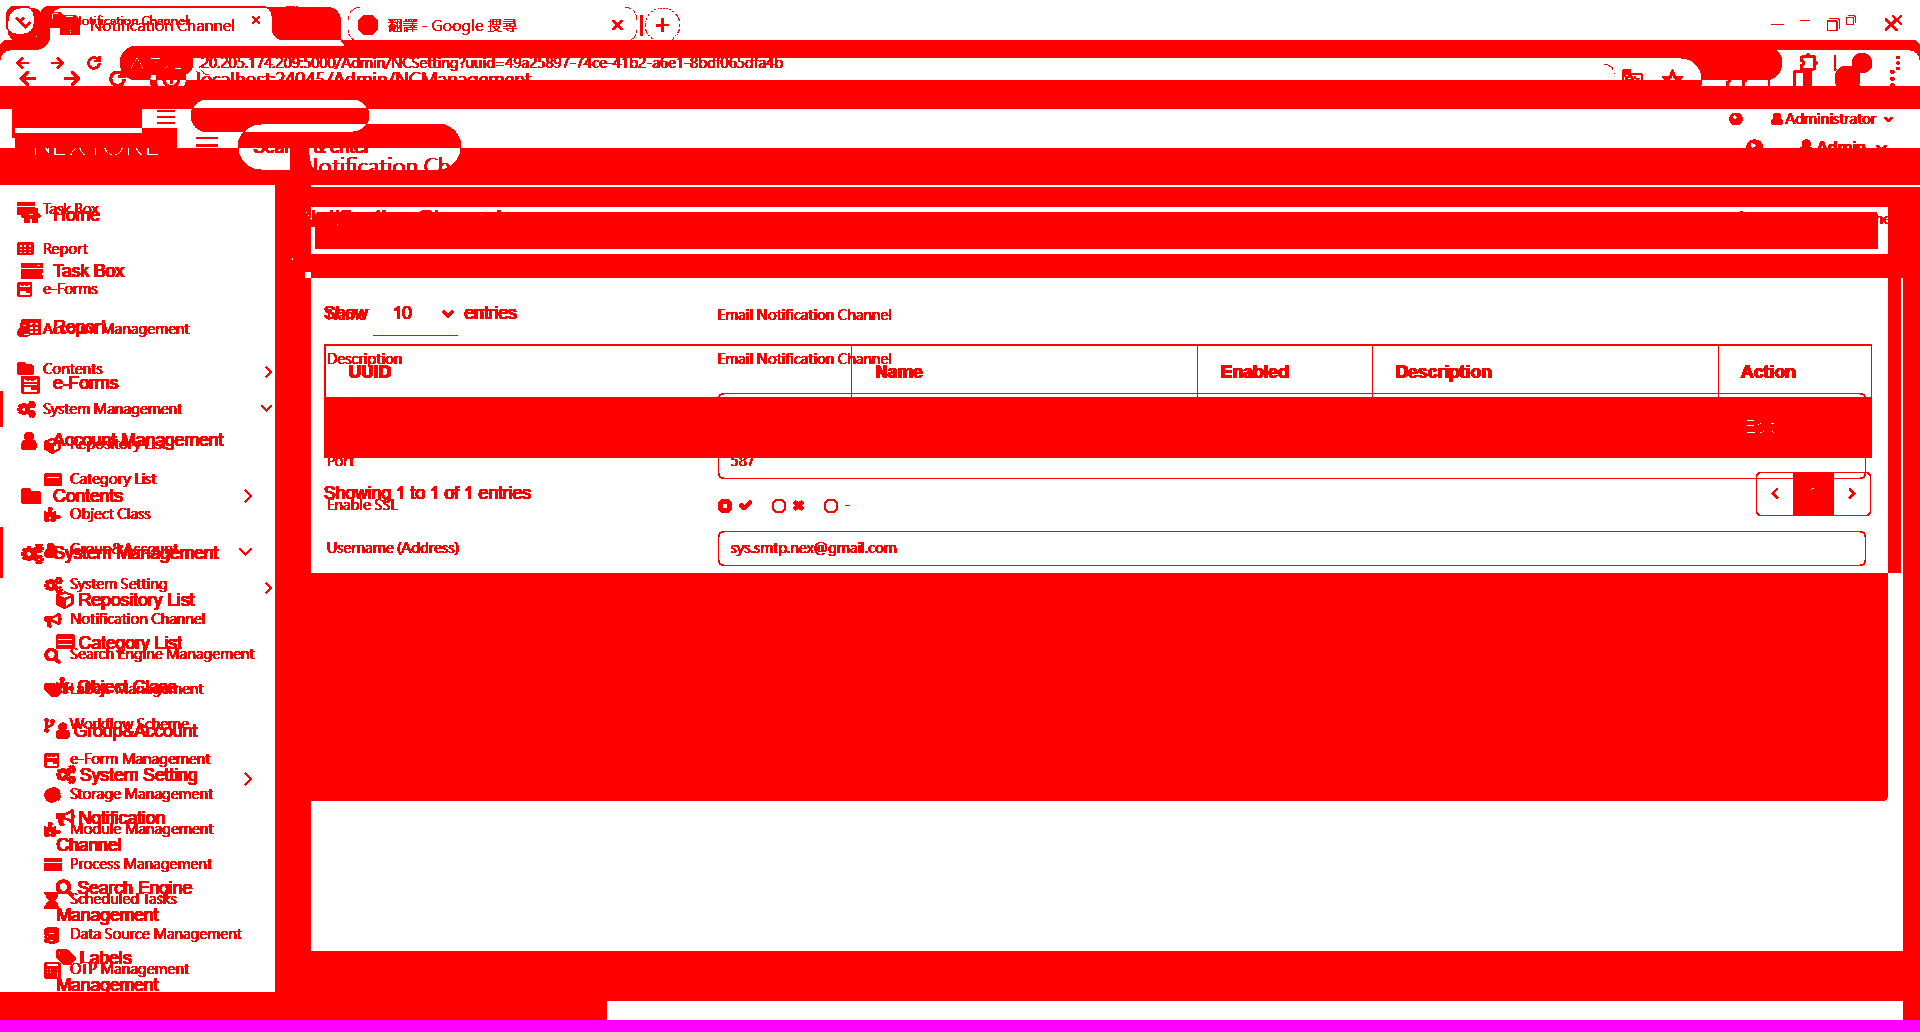 Notification Channel
Notification Channel
翻譯 - Google 搜尋
20.205.174.209:5000/Admin/NCSetting?uuid=49a25897-74ce-41b2-a6e1-8bdf065dfa4b
localhost:24045/Admin/NCManagement
Administrator
Admin
Notification Ch
Task Box
Home
Report
Task Box
e-Forms
Report
Account Management
Contents
e-Forms
System Management
Account Management
Repository List
Category List
Contents
Object Class
Group&Account
System Management
System Setting
Repository List
Notification Channel
Category List
Search Engine Management
Object Class
Labels Management
Workflow Scheme
Group&Account
e-Form Management
System Setting
Storage Management
Notification
Module Management
Channel
Process Management
Search Engine
Scheduled Tasks
Management
Data Source Management
Labels
OTP Management
Management
Show 10 entries
Name Email Notification Channel
Description Email Notification Channel
UUID Name Enabled Description Action
Port 587
Showing 1 to 1 of 1 entries
Enable SSL -
Username (Address) sys.smtp.nex@gmail.com